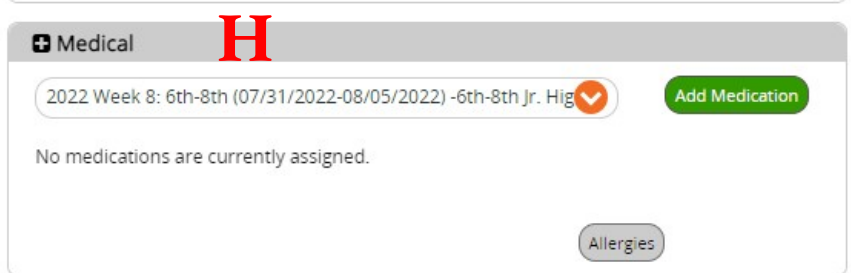 Medical H
2022 Week 8: 6th-8th (07/31/2022-08/05/2022) -6th-8th Jr. Hig Add Medication
No medications are currently assigned.
Allergies